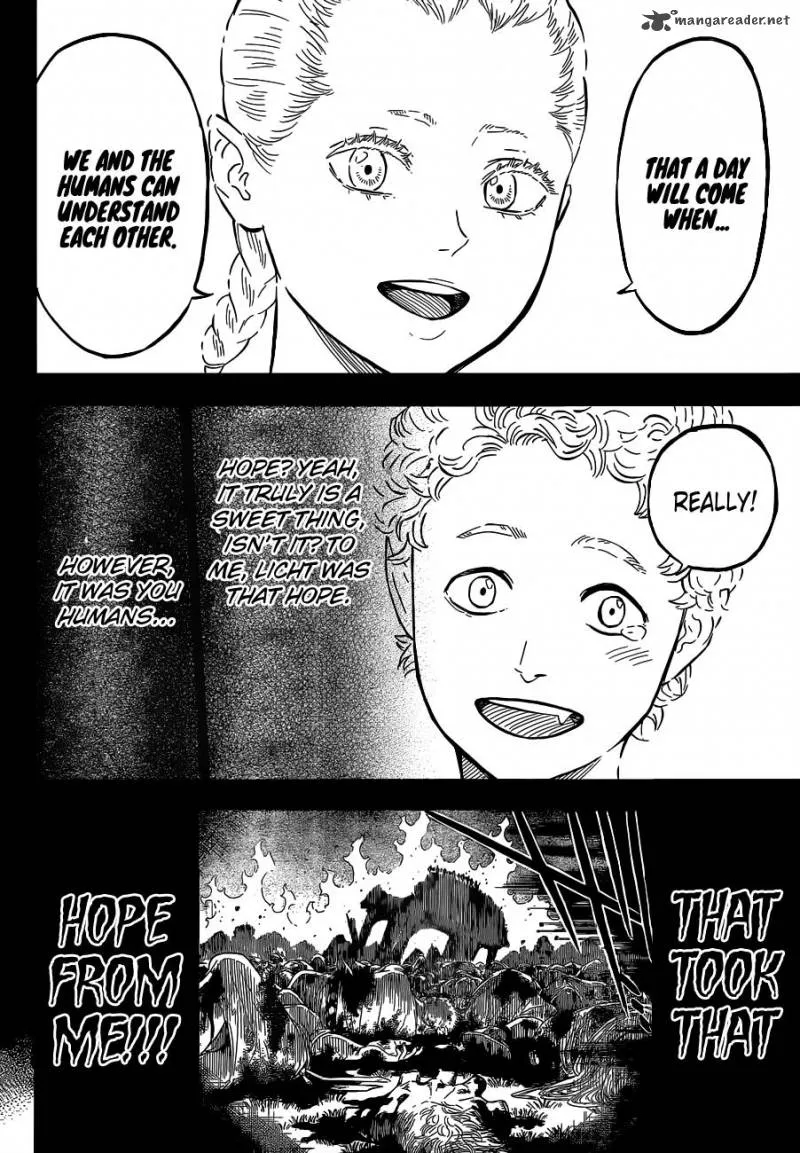 mangareader.net
THAT A DAY
WILL COME
WHEN...
WE AND THE
HUMANS CAN
UNDERSTAND
EACH OTHER.
REALLY!
HOPE? YEAH,
IT TRULY IS A
SWEET THING,
ISN'T IT? TO
ME, LICHT WAS
THAT HOPE.
HOWEVER,
IT WAS YOU
HUMANS...
THAT
TOOK
THAT
HOPE
FROM
ME!!!